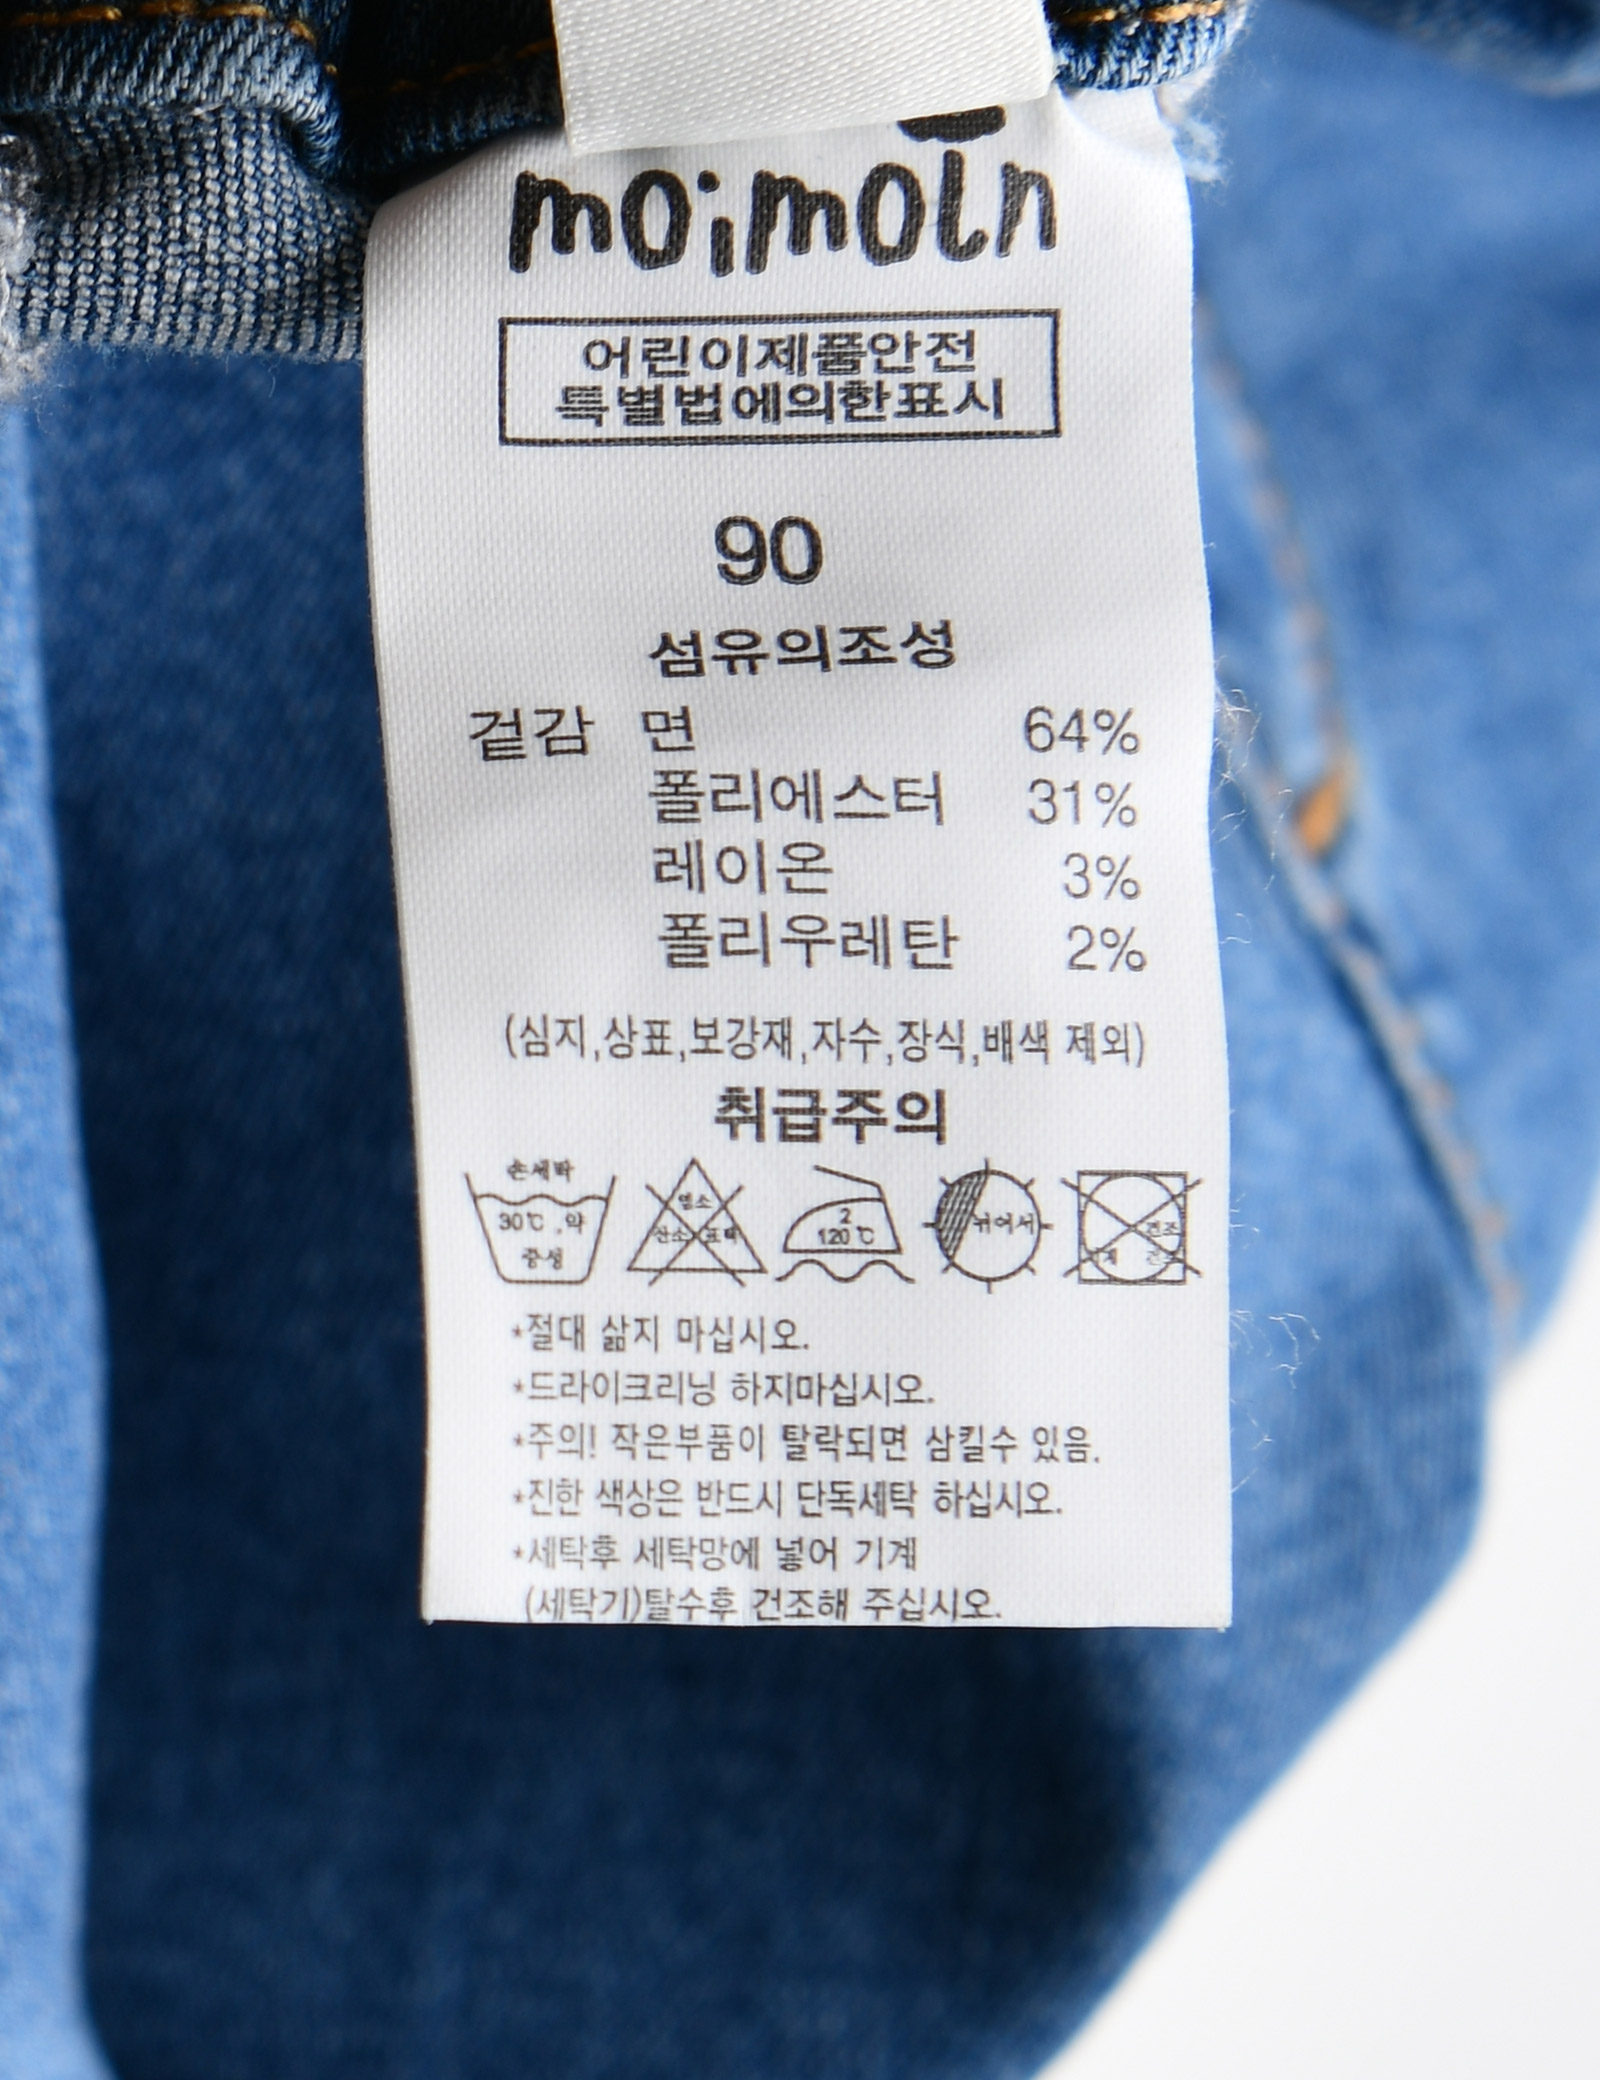 moimoln
어린이제품안전
특별법에의한표시
90
섬유의조성
겉감 면 64%
폴리에스터 31%
레이온 3%
폴리우레탄 2%
(심지,상표,보강재,자수,장식,배색 제외)
취급주의
손세탁
30℃.약
중성
염소
산소 표백
2
120℃
뉘어서
건조
*절대 삶지 마십시오.
*드라이크리닝 하지마십시오.
*주의! 작은부품이 탈락되면 삼킬수 있음.
*진한 색상은 반드시 단독세탁 하십시오.
*세탁후 세탁망에 넣어 기계
(세탁기)탈수후 건조해 주십시오.